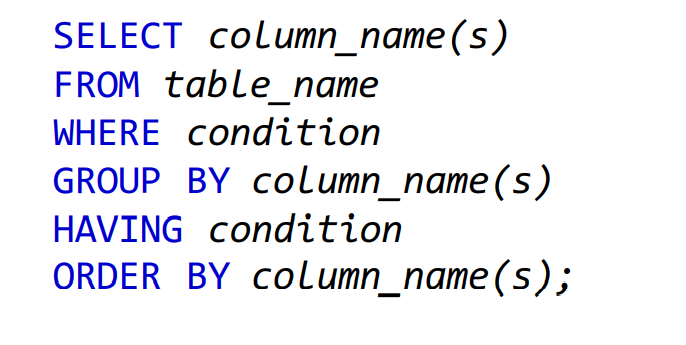 SELECT column_name(s)
FROM table_name
WHERE condition
GROUP BY column_name(s)
HAVING condition
ORDER BY column_name(s);